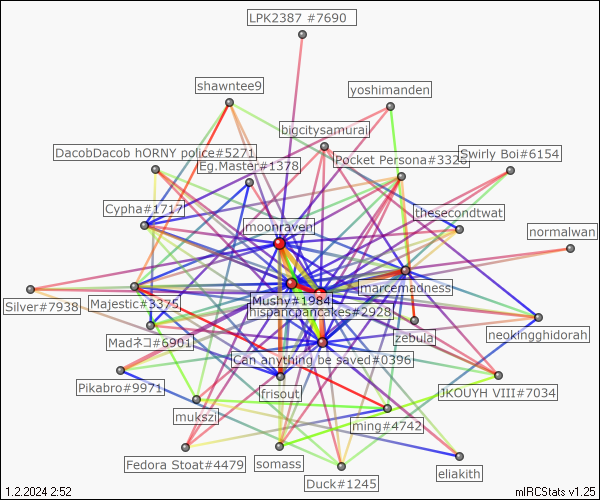 LPK2387 #7690
shawntee9
yoshimanden
bigcitysamurai
DacobDacob hORNY police#5271
Pocket Persona#3326
Swirly Boi#6154
Eg.Master#1378
Cypha#1717
thesecondtwat
moonraven
normalwan
marcemadness
Mushy#1984
Silver#7938
Majestic#3375
hispanicpancakes#2928
neokingghidorah
zebula
Madネコ#6901
Can anything be saved#0396
Pikabro#9971
frisout
JKOUYH VIII#7034
mukszi
ming#4742
Fedora Stoat#4479
somass
eliakith
Duck#1245
1.2.2024 2:52
mIRCStats v1.25